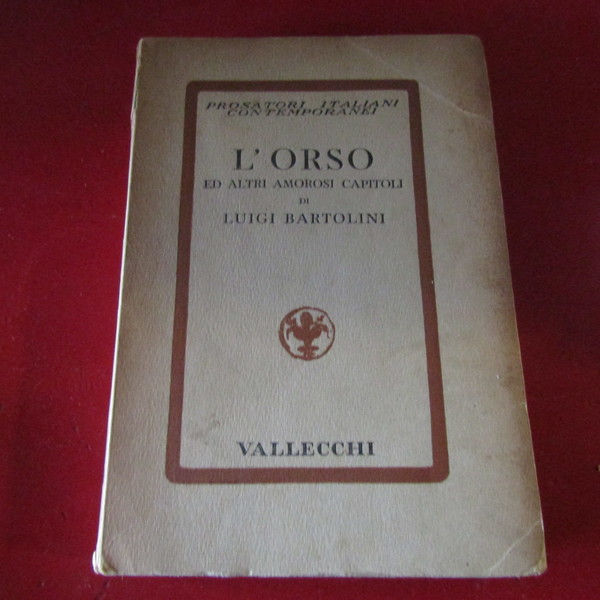 PROSATORI ITALIANI
CONTEMPORANEI
L'ORSO
ED ALTRI AMOROSI CAPITOLI
DI
LUIGI BARTOLINI
VALLECCHI